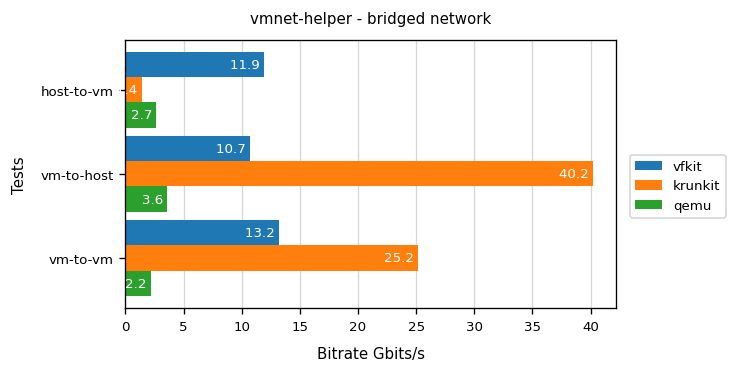 vmnet-helper - bridged network
host-to-vm
11.9
.4
2.7
vm-to-host
10.7
40.2
3.6
vm-to-vm
13.2
25.2
2.2
Tests
0 5 10 15 20 25 30 35 40
Bitrate Gbits/s
vfkit
krunkit
qemu